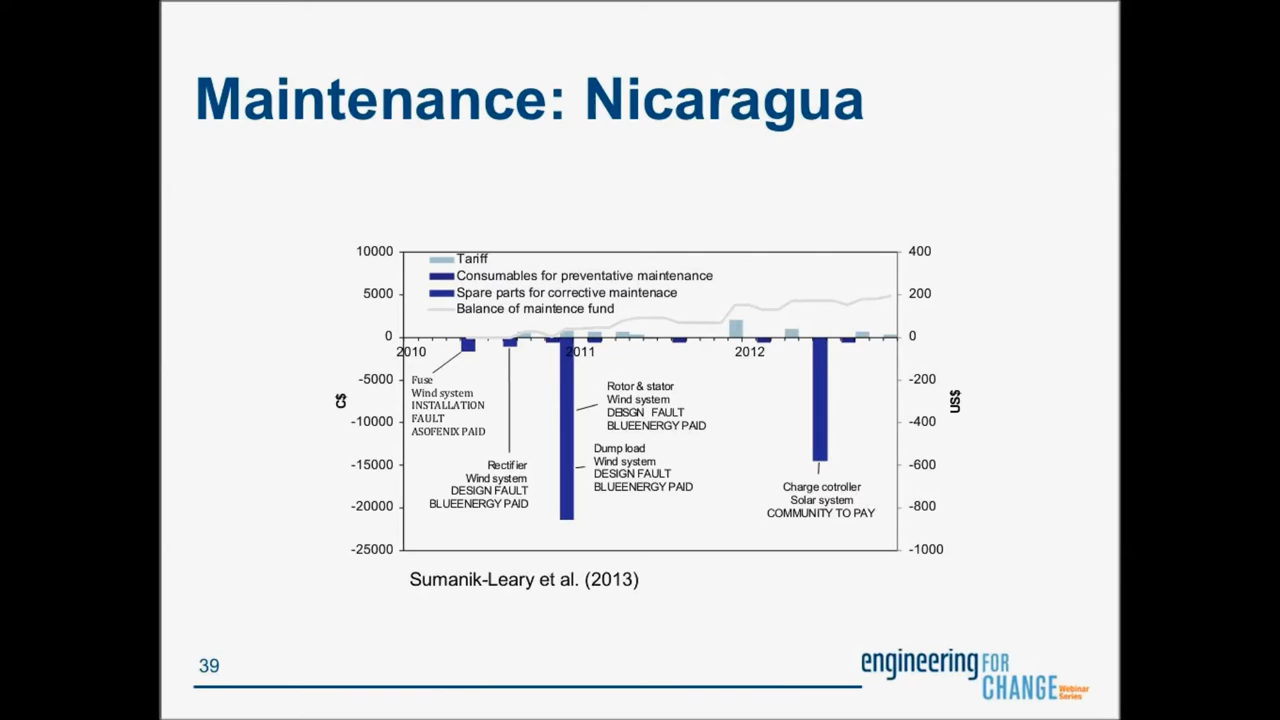 Maintenance: Nicaragua
10000
5000
0
-5000
-10000
-15000
-20000
-25000
C$
400
200
0
-200
-400
-600
-800
-1000
US$
Tariff
Consumables for preventative maintenance
Spare parts for corrective maintenace
Balance of maintence fund
2010
2011
2012
Fuse
Wind system
INSTALLATION
FAULT
ASOFENIX PAID
Rectifier
Wind system
DESIGN FAULT
BLUEENERGY PAID
Rotor & stator
Wind system
DEISGN FAULT
BLUEENERGY PAID
Dump load
Wind system
DESIGN FAULT
BLUEENERGY PAID
Charge cotroller
Solar system
COMMUNITY TO PAY
Sumanik-Leary et al. (2013)
39
engineering FOR
CHANGE Webinar
Series